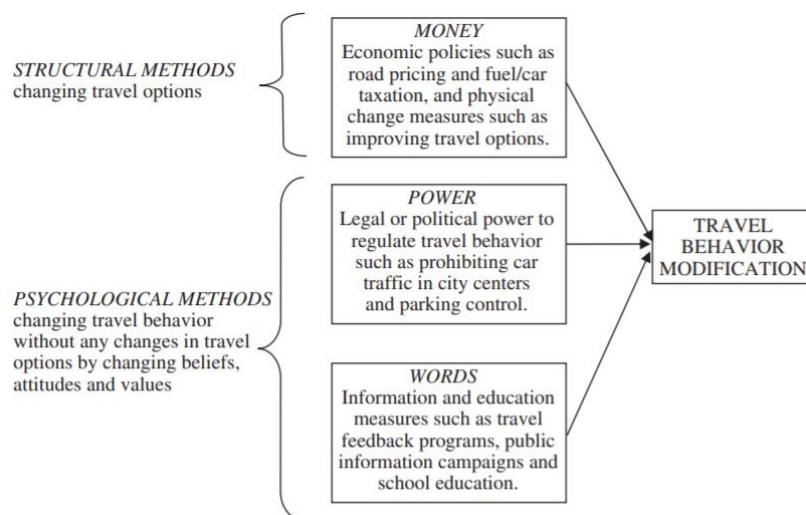 STRUCTURAL METHODS
changing travel options
MONEY
Economic policies such as
road pricing and fuel/car
taxation, and physical
change measures such as
improving travel options.
POWER
Legal or political power to
regulate travel behavior
such as prohibiting car
traffic in city centers
and parking control.
PSYCHOLOGICAL METHODS
changing travel behavior
without any changes in travel
options by changing beliefs,
attitudes and values
WORDS
Information and education
measures such as travel
feedback programs, public
information campaigns and
school education.
TRAVEL
BEHAVIOR
MODIFICATION